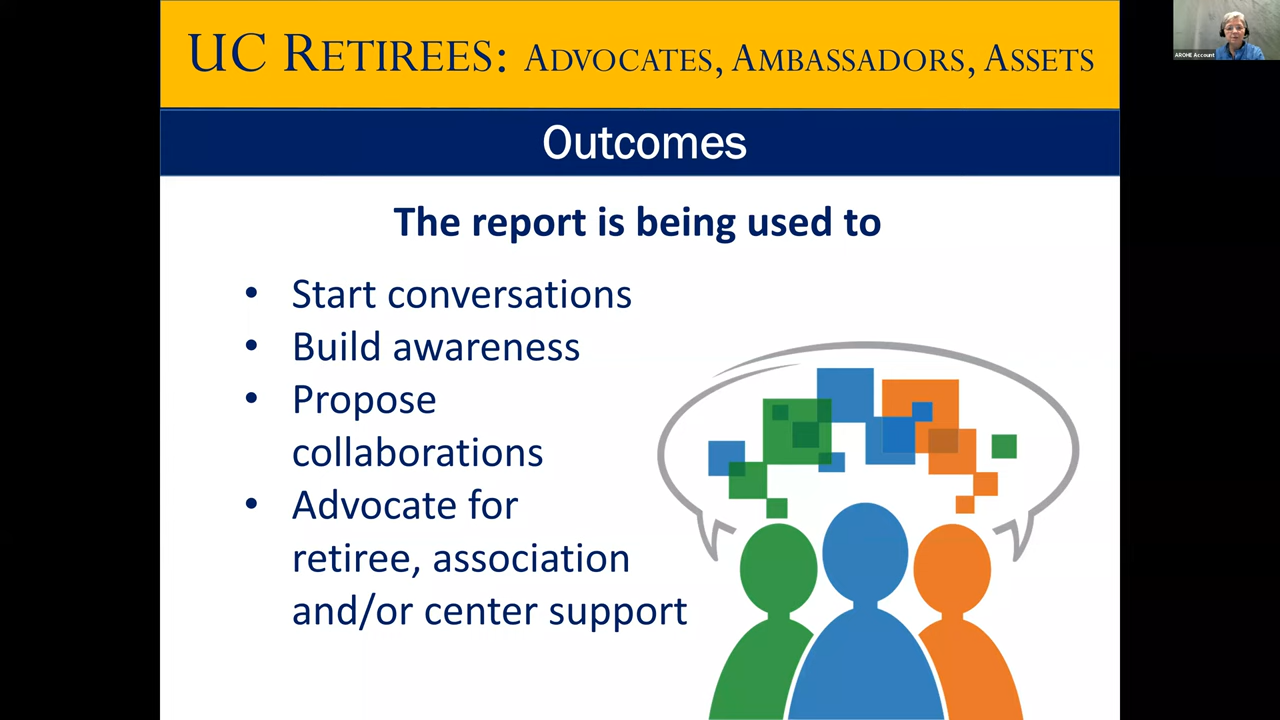 UC RETIREES: ADVOCATES, AMBASSADORS, ASSETS
AROHE Account
Outcomes
The report is being used to
• Start conversations
• Build awareness
• Propose
collaborations
• Advocate for
retiree, association
and/or center support